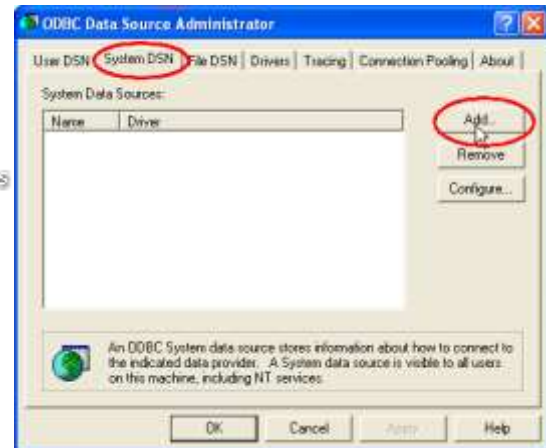 ODBC Data Source Administrator
User DSN System DSN File DSN Drivers Tracing Connection Pooling About
System Data Sources:
Name Driver
Add...
Remove
Configure...
An ODBC System data source stores information about how to connect to
the indicated data provider. A System data source is visible to all users
on this machine, including NT services.
OK Cancel Apply Help